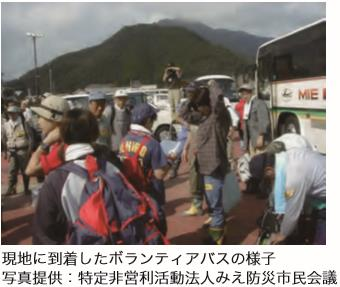 MIE
現地に到着したボランティアバスの様子
写真提供：特定非営利活動法人みえ防災市民会議